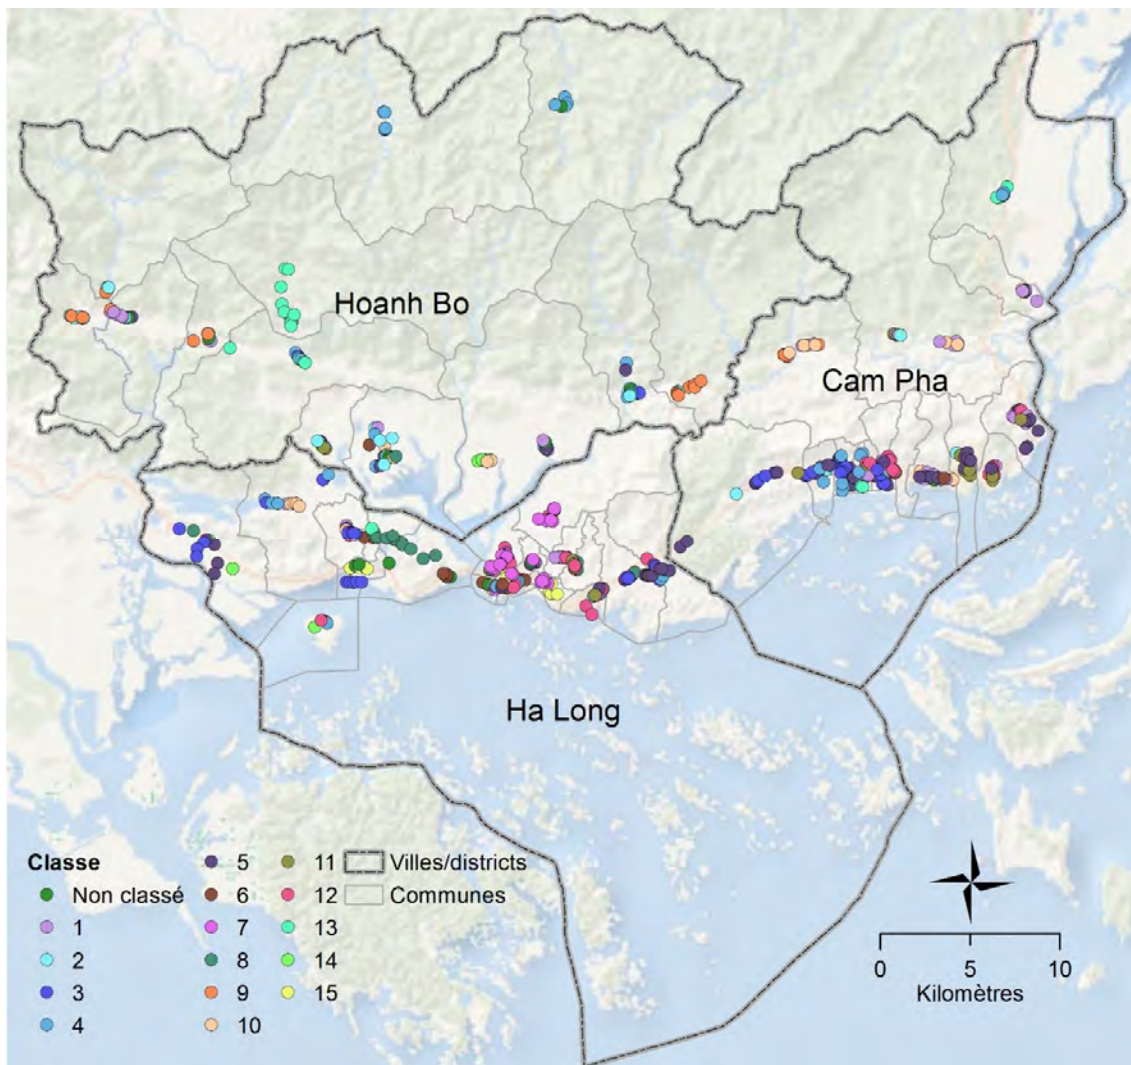 Hoanh Bo
Cam Pha
Ha Long
Classe
Non classé
1
2
3
4
5
6
7
8
9
10
11
12
13
14
15
Villes/districts
Communes
0 5 10
Kilomètres